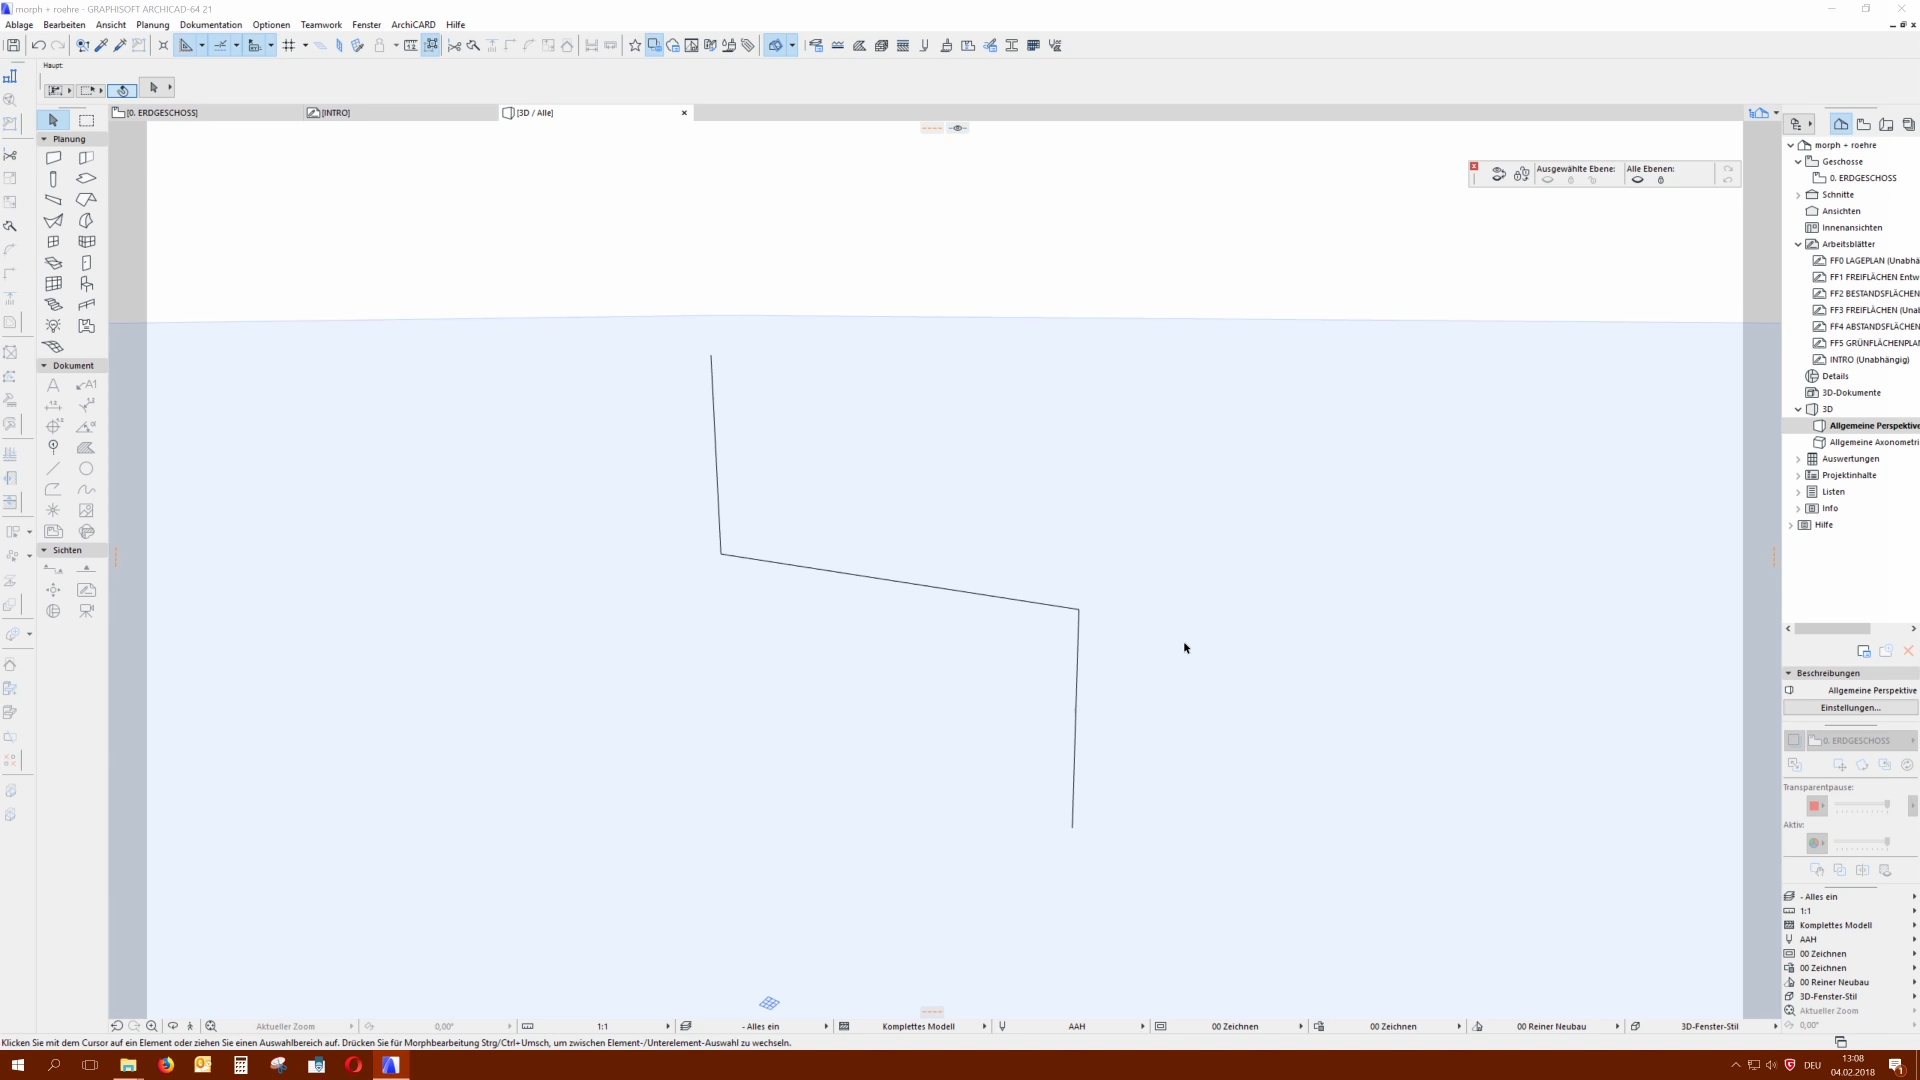 morph + roehre - GRAPHISOFT ARCHICAD-64 21
Ablage Bearbeiten Ansicht Planung Dokumentation Optionen Teamwork Fenster ArchiCARD Hilfe
Haupt:
[0. ERDGESCHOSS] [INTRO] [3D / Alle]
Planung
Dokument
Sichten
Ausgewählte Ebene: Alle Ebenen:
morph + roehre
Geschosse
0. ERDGESCHOSS
Schnitte
Ansichten
Innenansichten
Arbeitsblätter
FF0 LAGEPLAN (Unabhä
FF1 FREIFLÄCHEN Entw
FF2 BESTANDSFLÄCHEN
FF3 FREIFLÄCHEN (Unal
FF4 ABSTANDSFLÄCHEN
FF5 GRÜNFLÄCHENPLAN
INTRO (Unabhängig)
Details
3D-Dokumente
3D
Allgemeine Perspektive
Allgemeine Axonometri
Auswertungen
Projektinhalte
Listen
Info
Hilfe
Beschreibungen
Allgemeine Perspektive
Einstellungen...
0. ERDGESCHOSS
Transparentpause:
Aktiv:
- Alles ein
1:1
Komplettes Modell
AAH
00 Zeichnen
00 Zeichnen
00 Reiner Neubau
3D-Fenster-Stil
Aktueller Zoom
0,00°
Aktueller Zoom 0,00° 1:1 - Alles ein Komplettes Modell AAH 00 Zeichnen 00 Zeichnen 00 Reiner Neubau 3D-Fenster-Stil
Klicken Sie mit dem Cursor auf ein Element oder ziehen Sie einen Auswahlbereich auf. Drücken Sie für Morphbearbeitung Strg/Ctrl+Umsch, um zwischen Element-/Unterelement-Auswahl zu wechseln.
DEU 13:08
04.02.2018